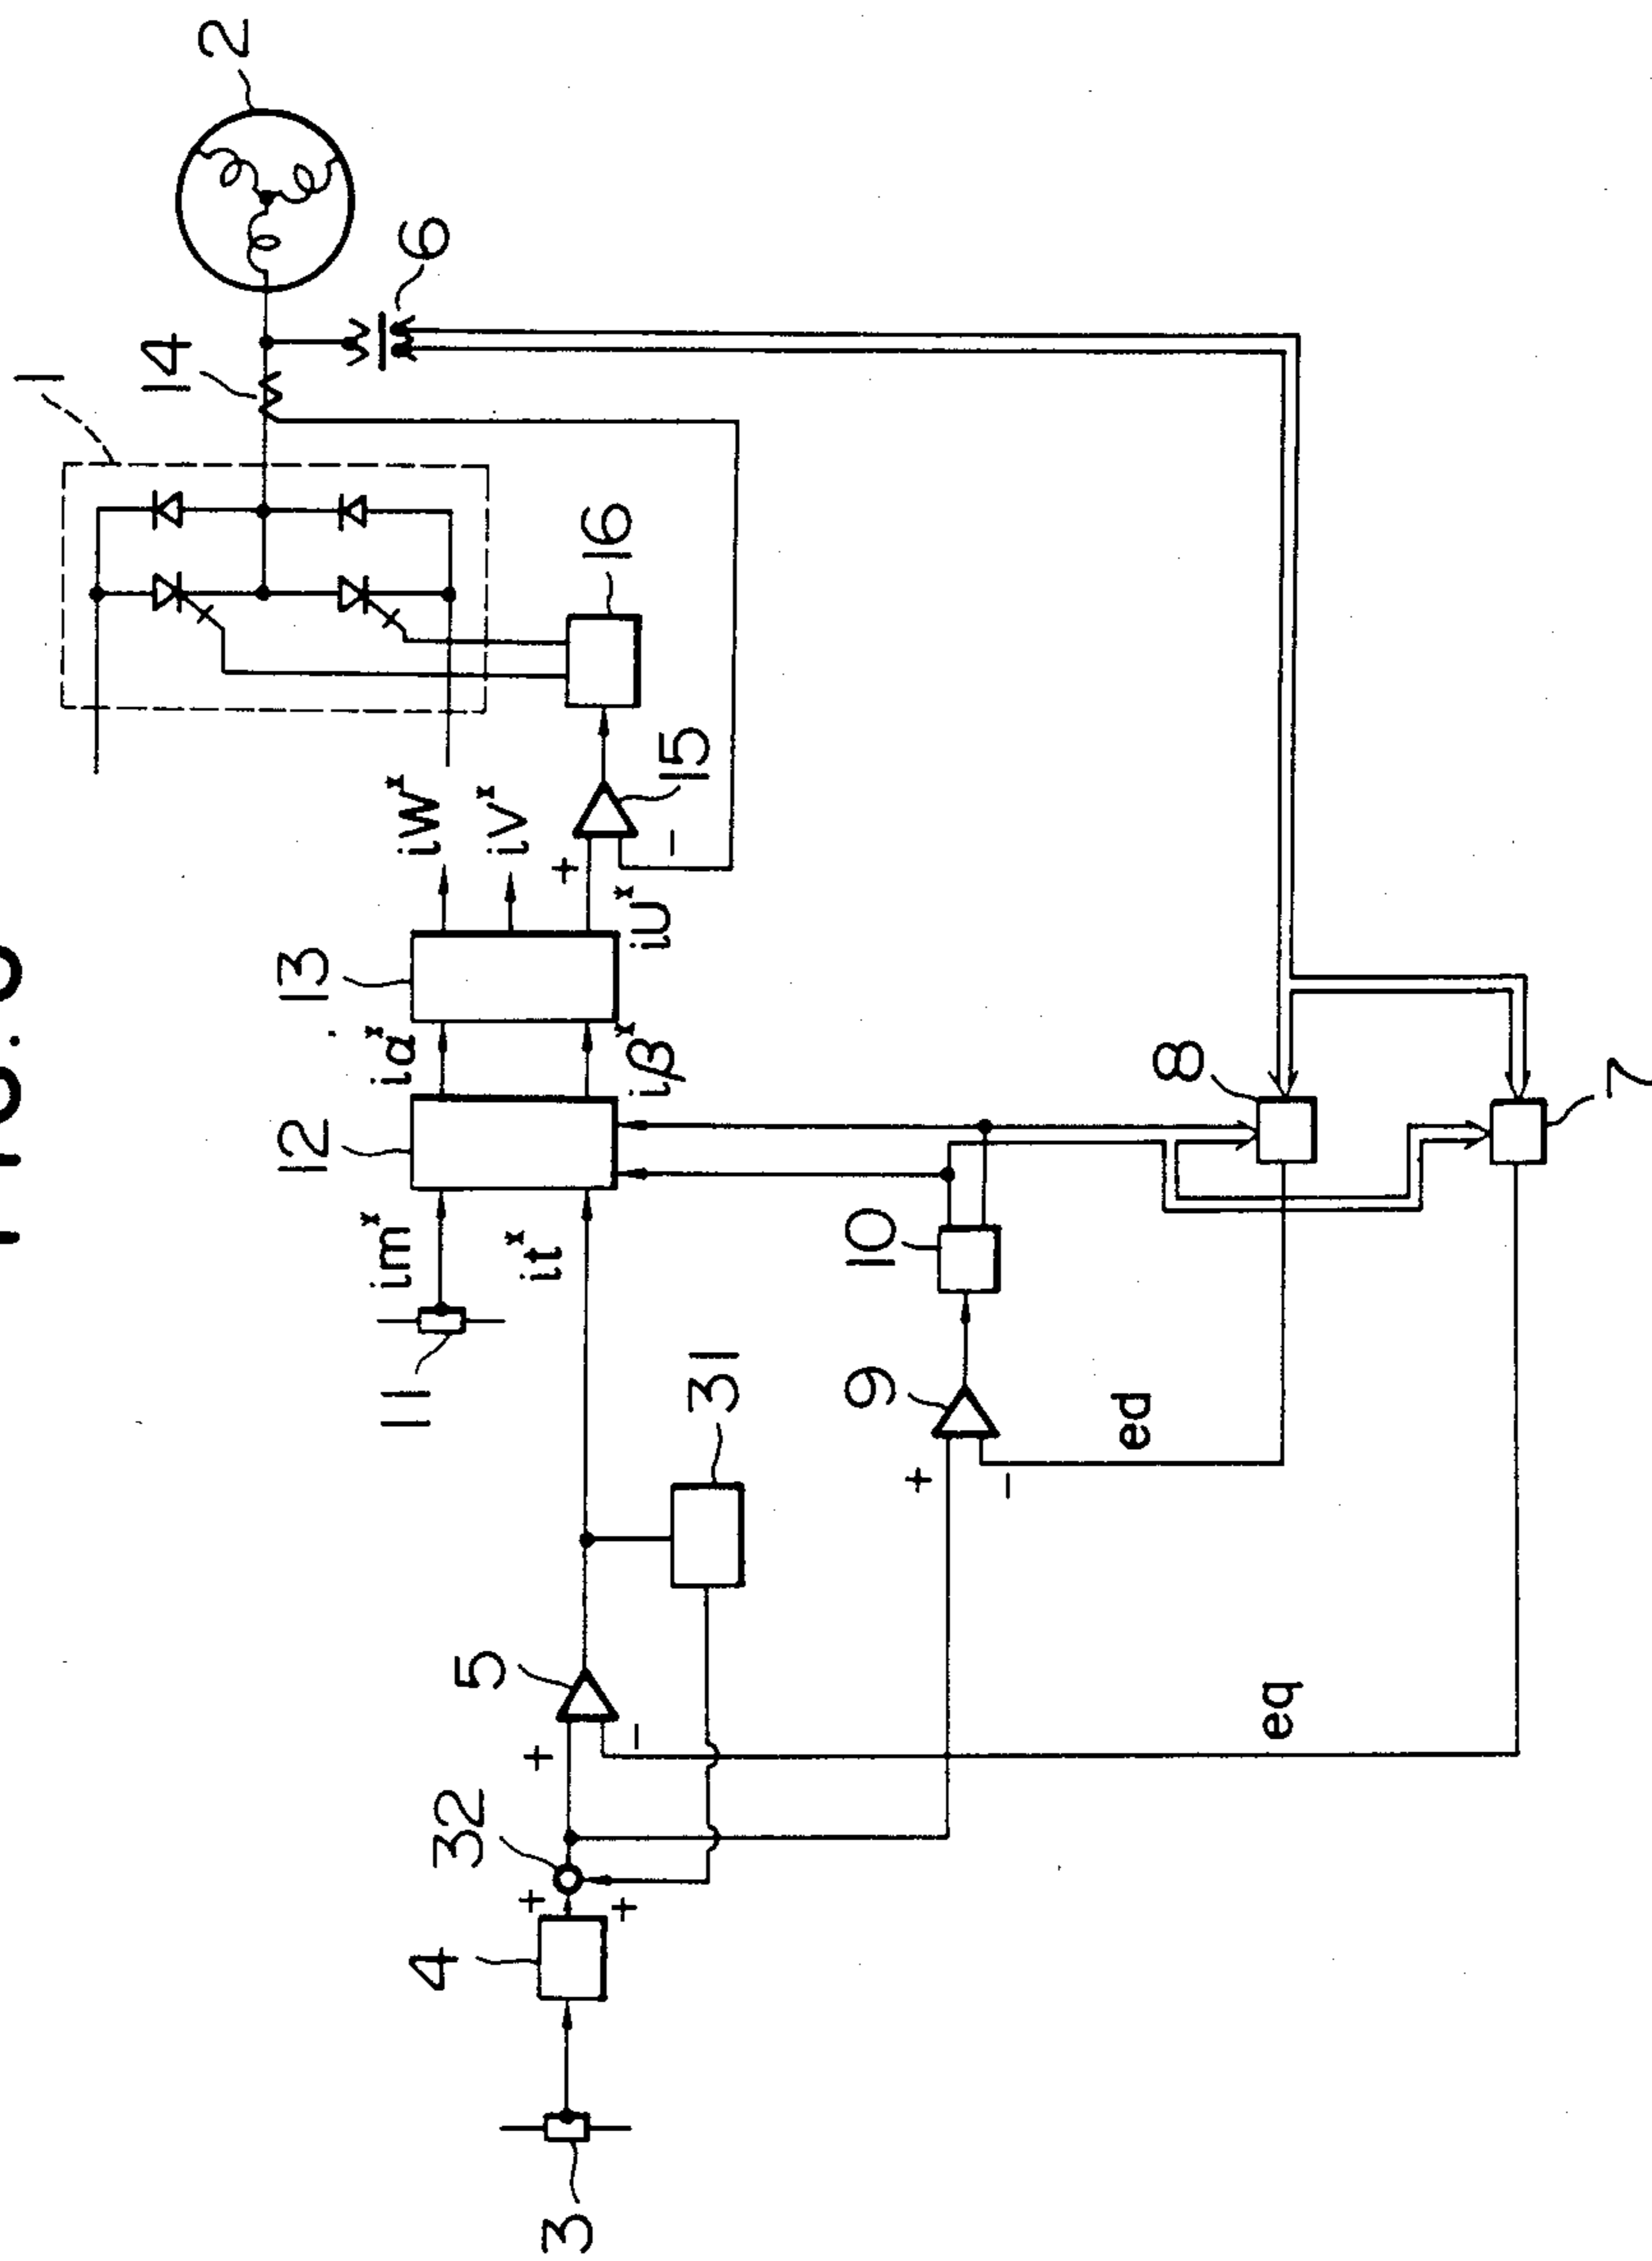 1
2
14
6
16
15
iW*
iV*
+
-
iU*
13
iα*
iβ*
12
im*
it*
11
10
8
7
31
9
+
-
ed
5
+
-
eq
32
+
+
4
3